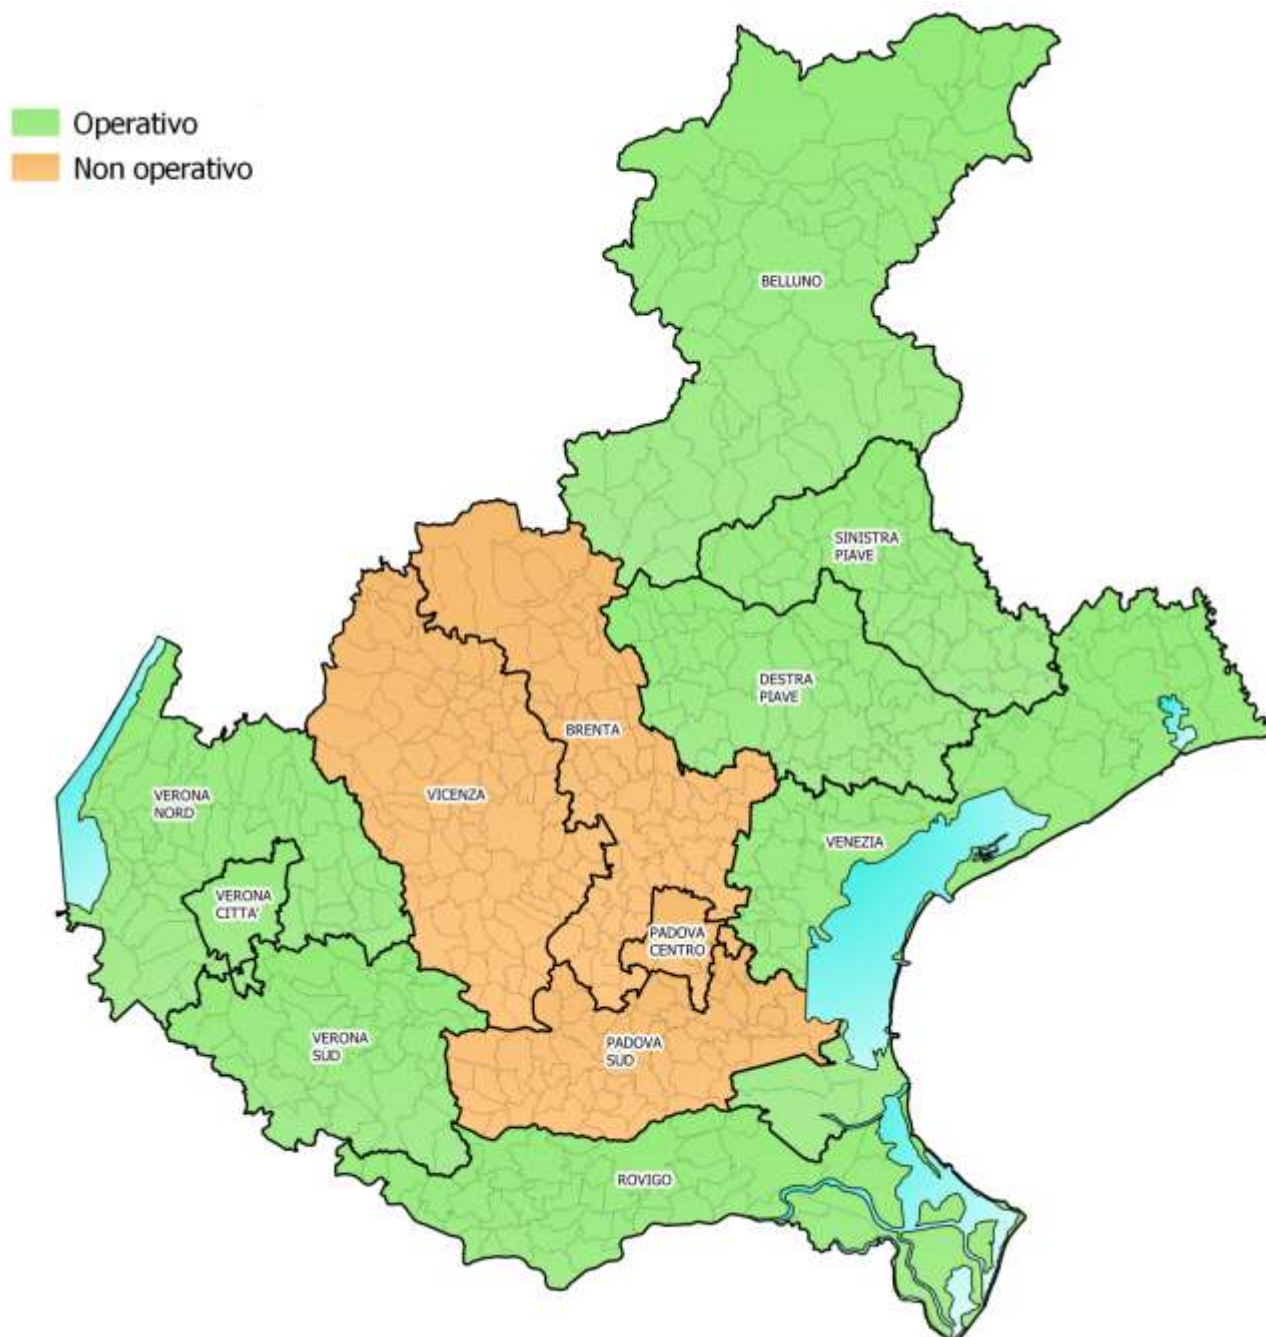 Operativo
Non operativo
BELLUNO
SINISTRA
PIAVE
DESTRA
PIAVE
BRENTA
VERONA
NORD
VICENZA
VENEZIA
VERONA
CITTA'
PADOVA
CENTRO
VERONA
SUD
PADOVA
SUD
ROVIGO